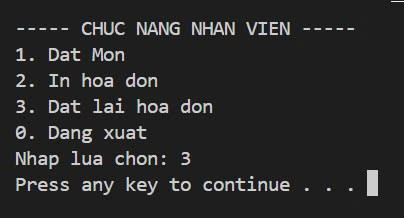 ----- CHUC NANG NHAN VIEN -----
1. Dat Mon
2. In hoa don
3. Dat lai hoa don
0. Dang xuat
Nhap lua chon: 3
Press any key to continue . . .